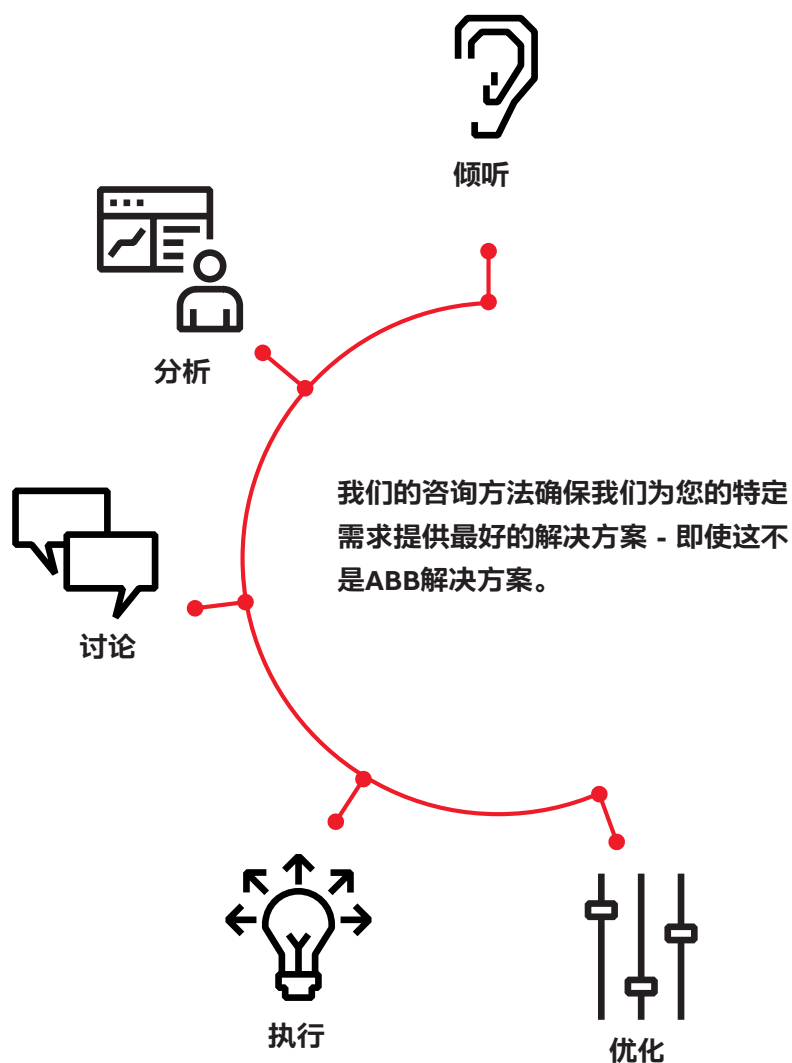 倾听
分析
我们的咨询方法确保我们为您的特定
需求提供最好的解决方案 - 即使这不
是ABB解决方案。
讨论
执行
优化